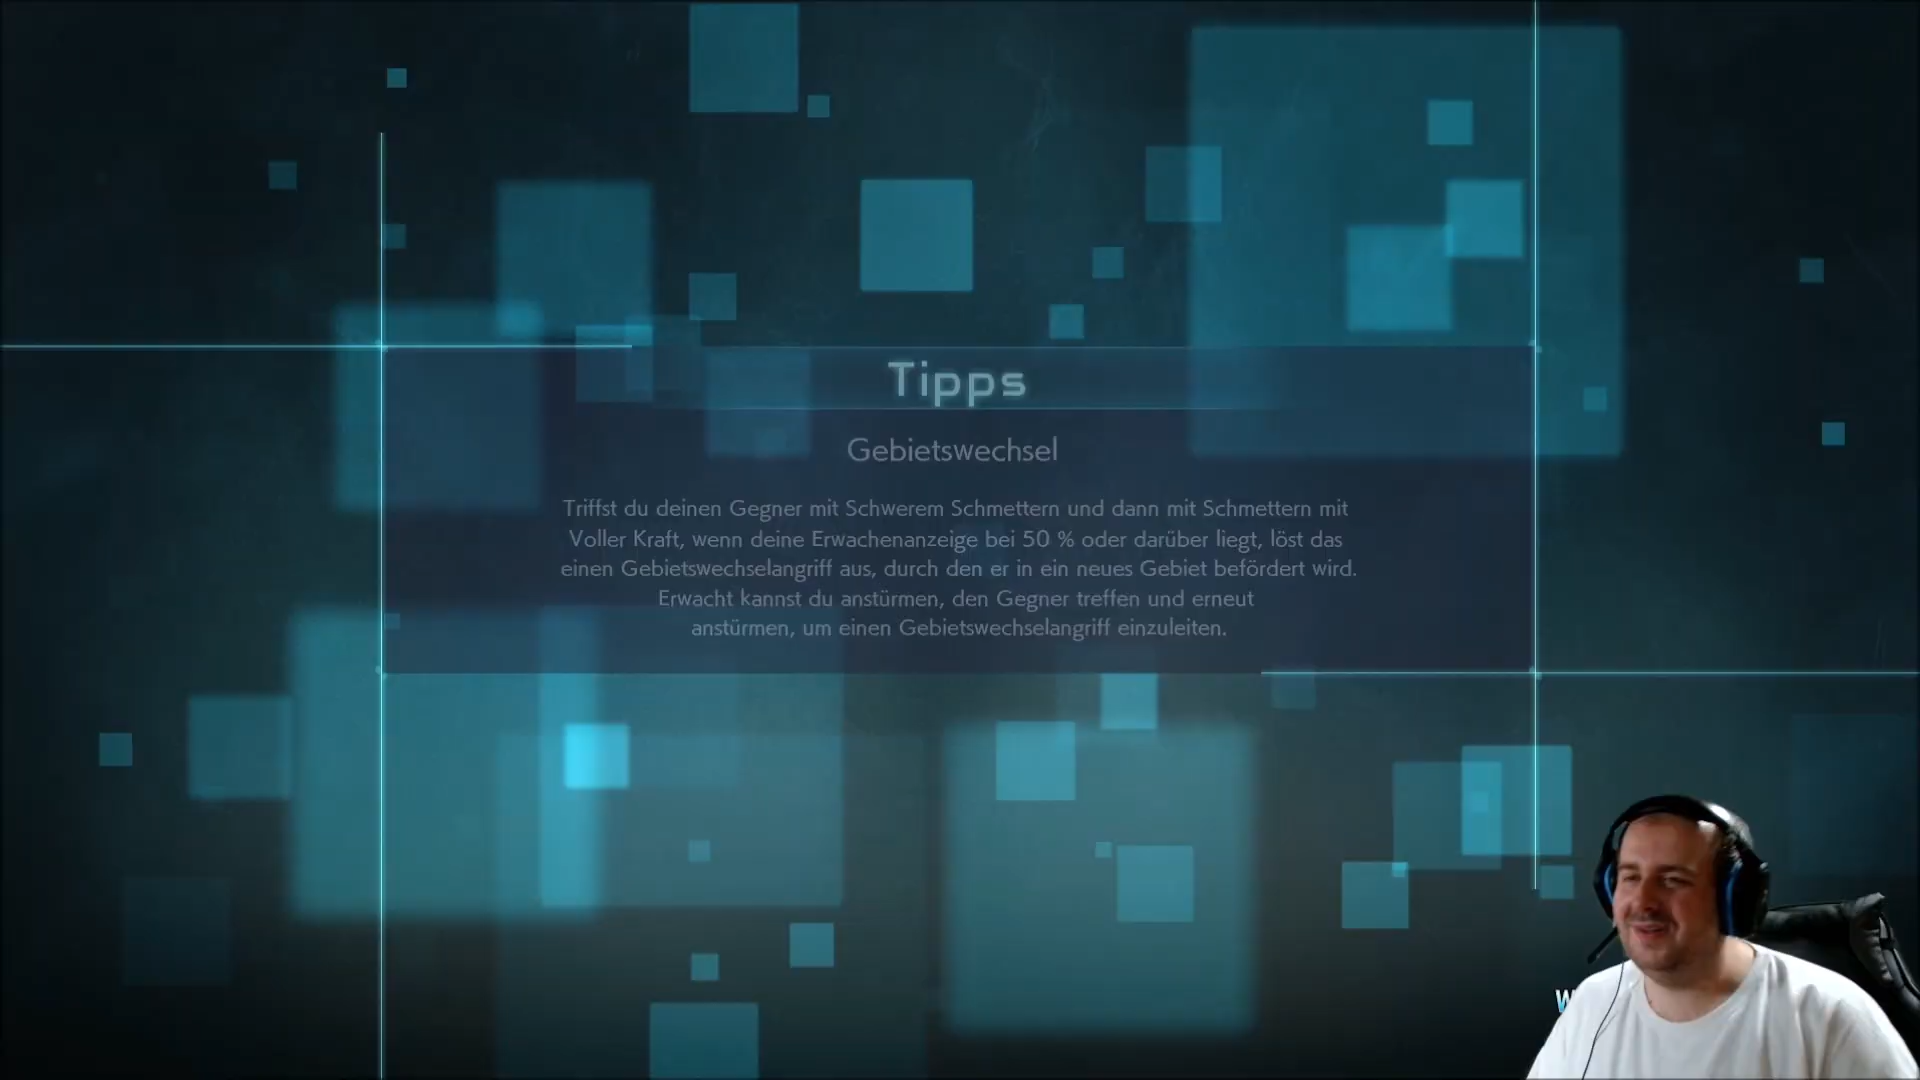 Tipps
Gebietswechsel
Triffst du deinen Gegner mit Schwerem Schmettern und dann mit Schmettern mit
Voller Kraft, wenn deine Erwachenanzeige bei 50 % oder darüber liegt, löst das
einen Gebietswechselangriff aus, durch den er in ein neues Gebiet befördert wird.
Erwacht kannst du anstürmen, den Gegner treffen und erneut
anstürmen, um einen Gebietswechselangriff einzuleiten.